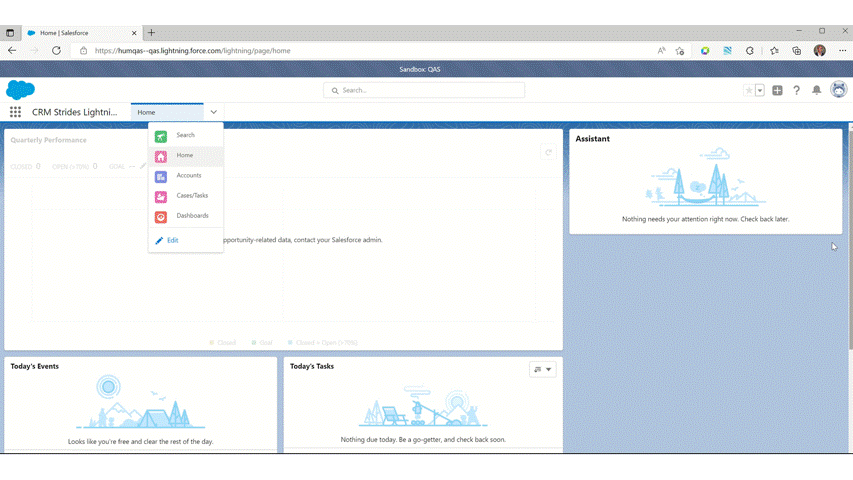 Home | Salesforce
https://humqas--qas.lightning.force.com/lightning/page/home
Sandbox: QAS
Search...
CRM Strides Lightni...
Home
Search
Home
Accounts
Cases/Tasks
Dashboards
Edit
Quarterly Performance
CLOSED 0 OPEN (>70%) 0 GOAL --
pportunity-related data, contact your Salesforce admin.
Closed Goal Closed + Open (>70%)
Assistant
Nothing needs your attention right now. Check back later.
Today's Events
Looks like you're free and clear the rest of the day.
Today's Tasks
Nothing due today. Be a go-getter, and check back soon.